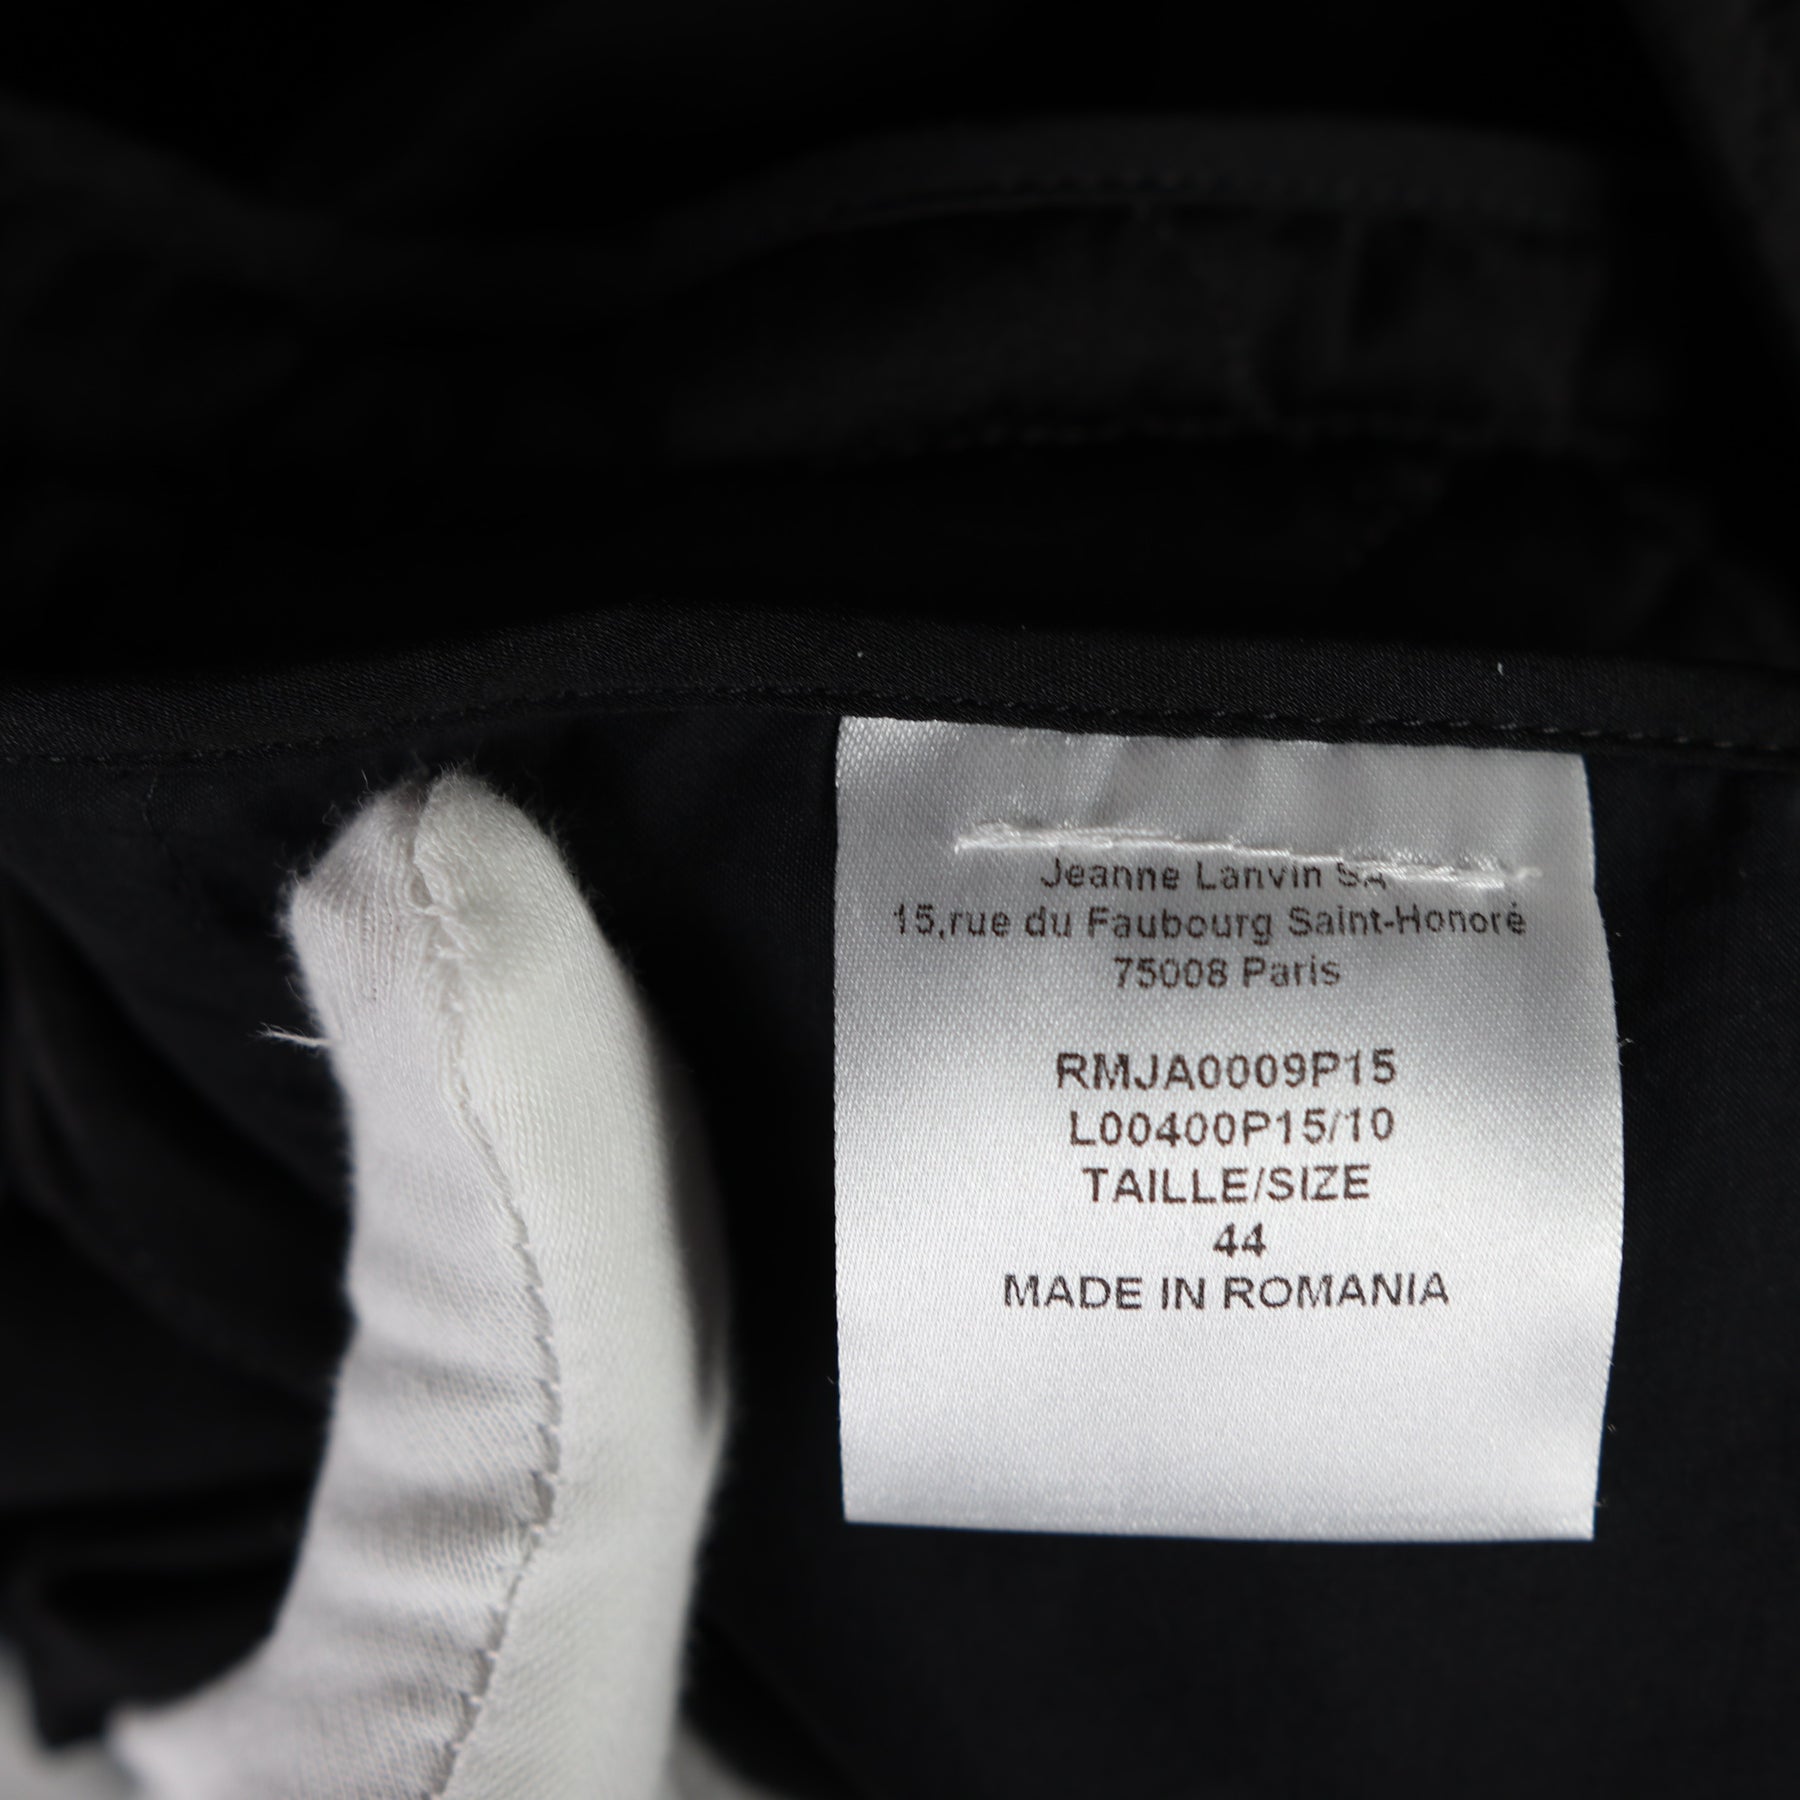 Jeanne Lanvin SA
15,rue du Faubourg Saint-Honoré
75008 Paris
RMJA0009P15
L00400P15/10
TAILLE/SIZE
44
MADE IN ROMANIA